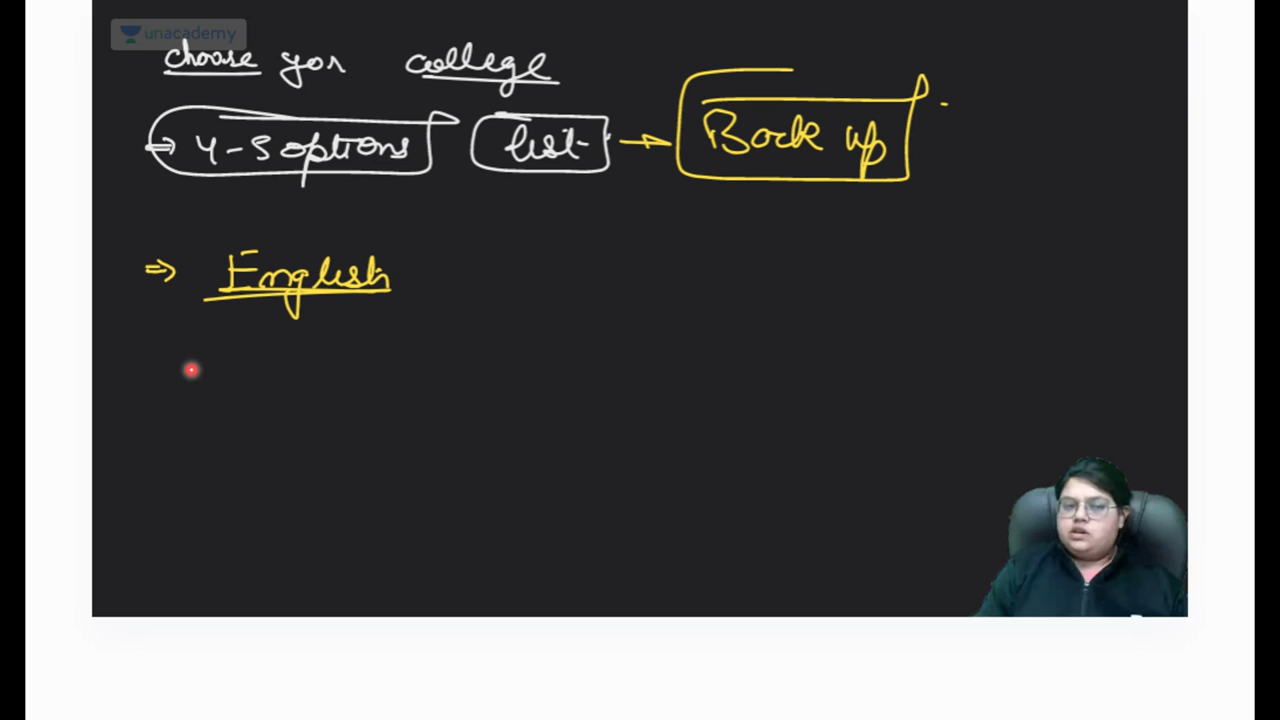 unacademy
choose your college
⇒ 4-5 options list → Back up
⇒ English